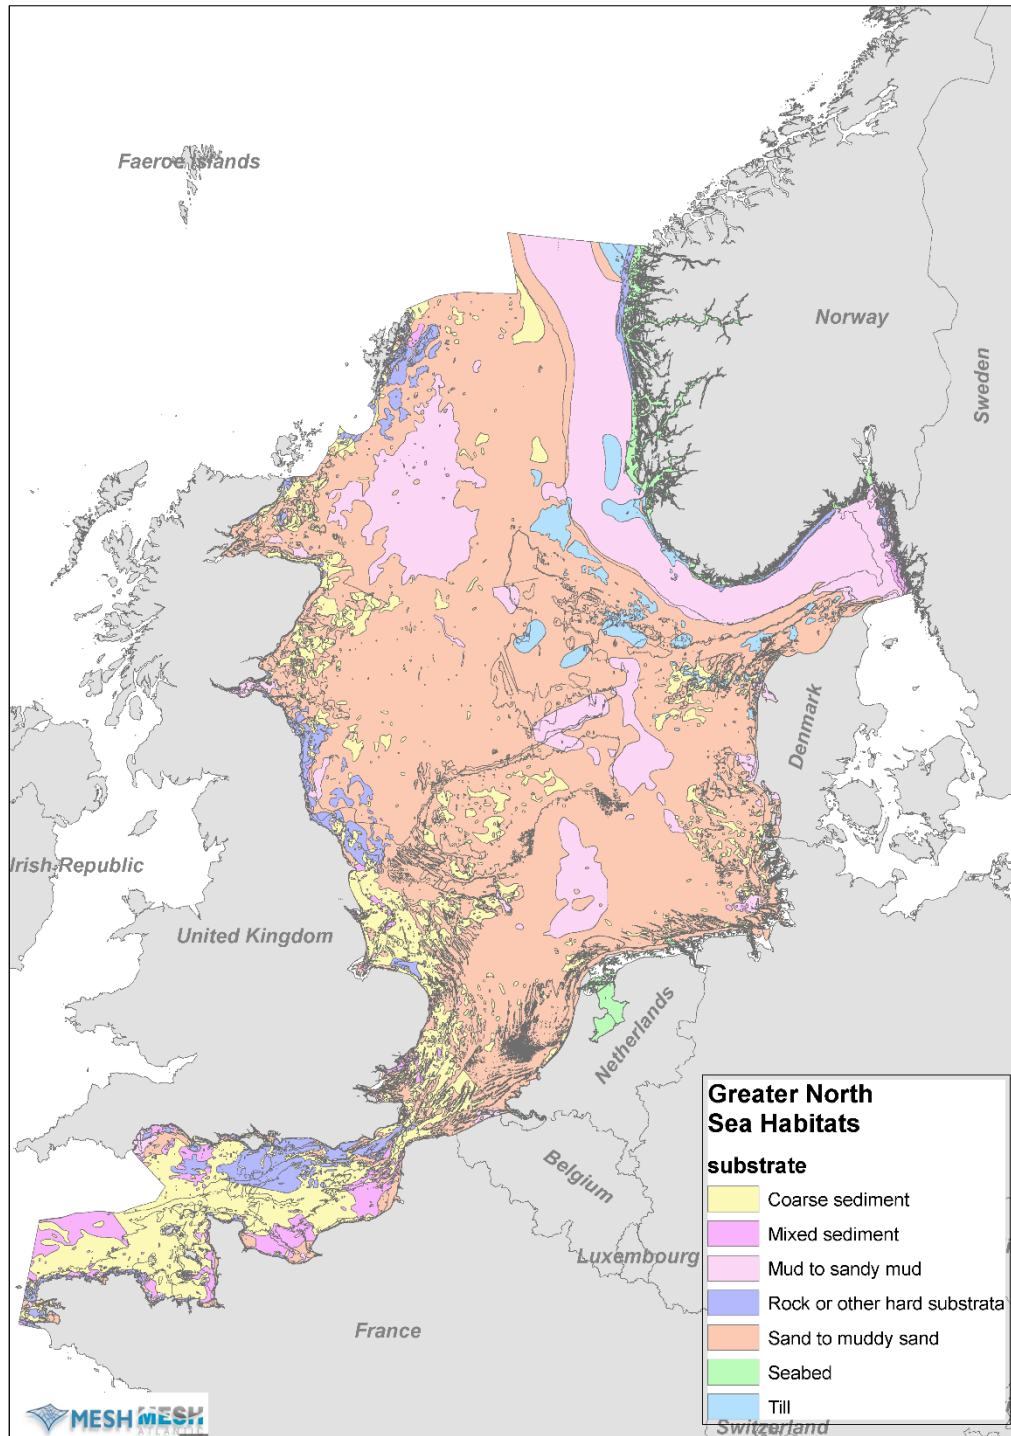 Faeroe Islands
Norway
Sweden
Denmark
Irish Republic
United Kingdom
Netherlands
Belgium
Luxembourg
France
Switzerland
Greater North
Sea Habitats
substrate
Coarse sediment
Mixed sediment
Mud to sandy mud
Rock or other hard substrata
Sand to muddy sand
Seabed
Till
MESH MESH
ATLANTIC